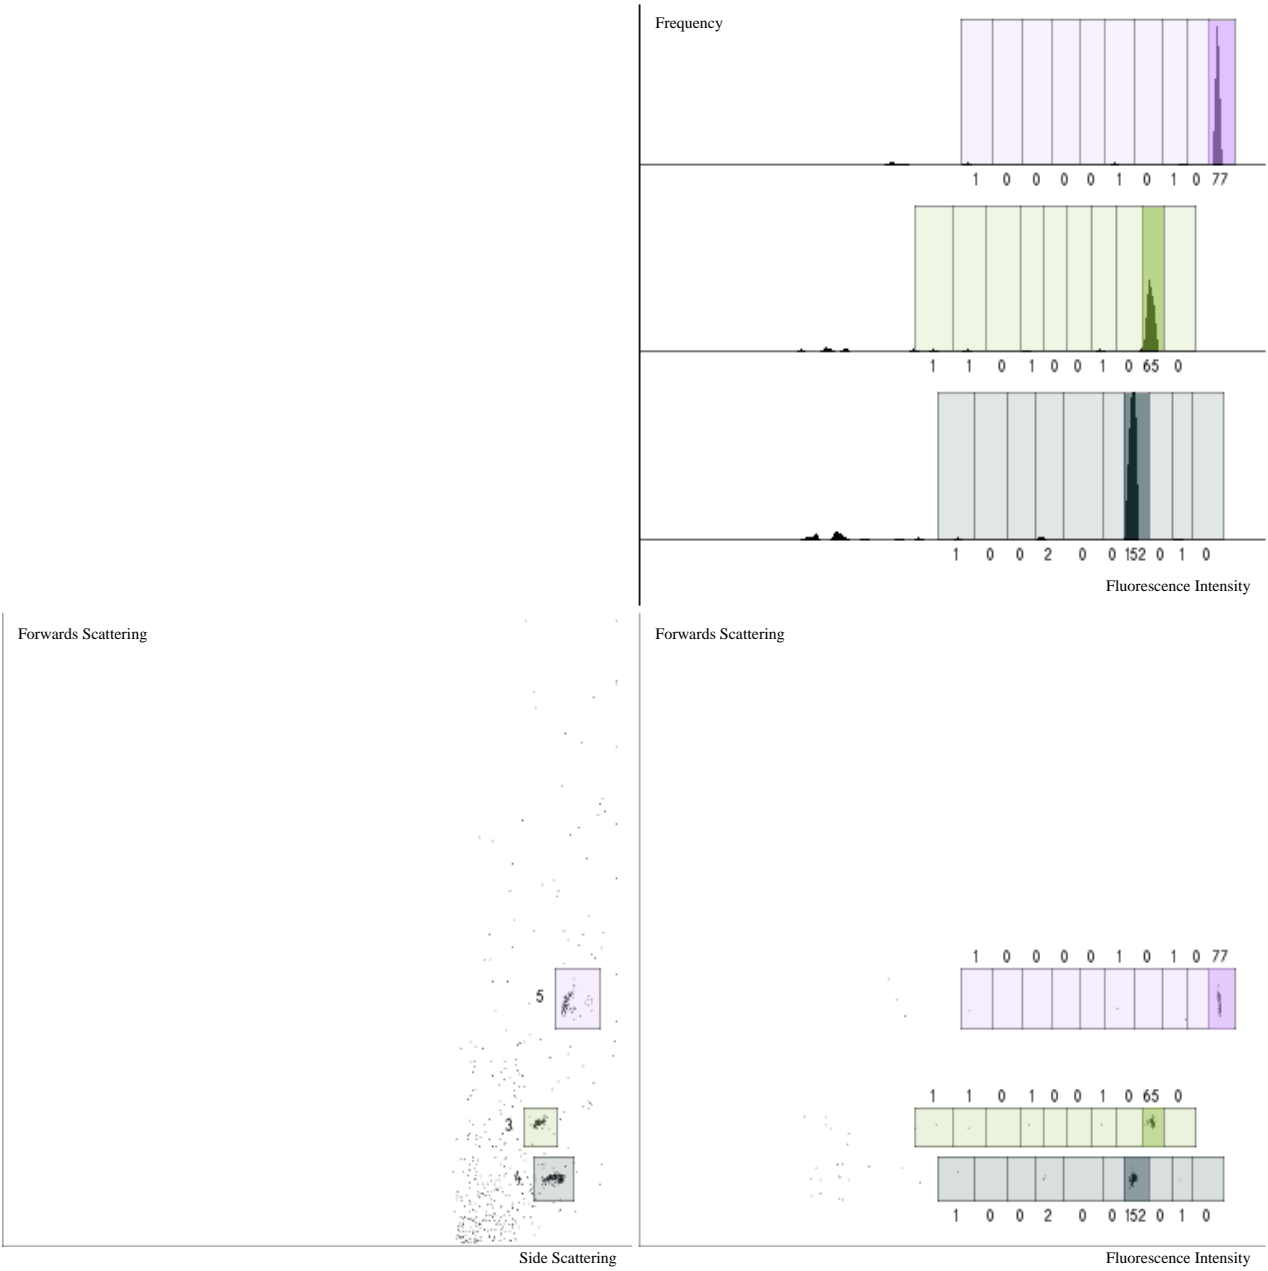 Frequency
1 0 0 0 0 1 0 1 0 77
1 1 0 1 0 0 1 0 65 0
1 0 0 2 0 0 152 0 1 0
Fluorescence Intensity
Forwards Scattering
5
3
4
Side Scattering
Forwards Scattering
1 0 0 0 0 1 0 1 0 77
1 1 0 1 0 0 1 0 65 0
1 0 0 2 0 0 152 0 1 0
Fluorescence Intensity